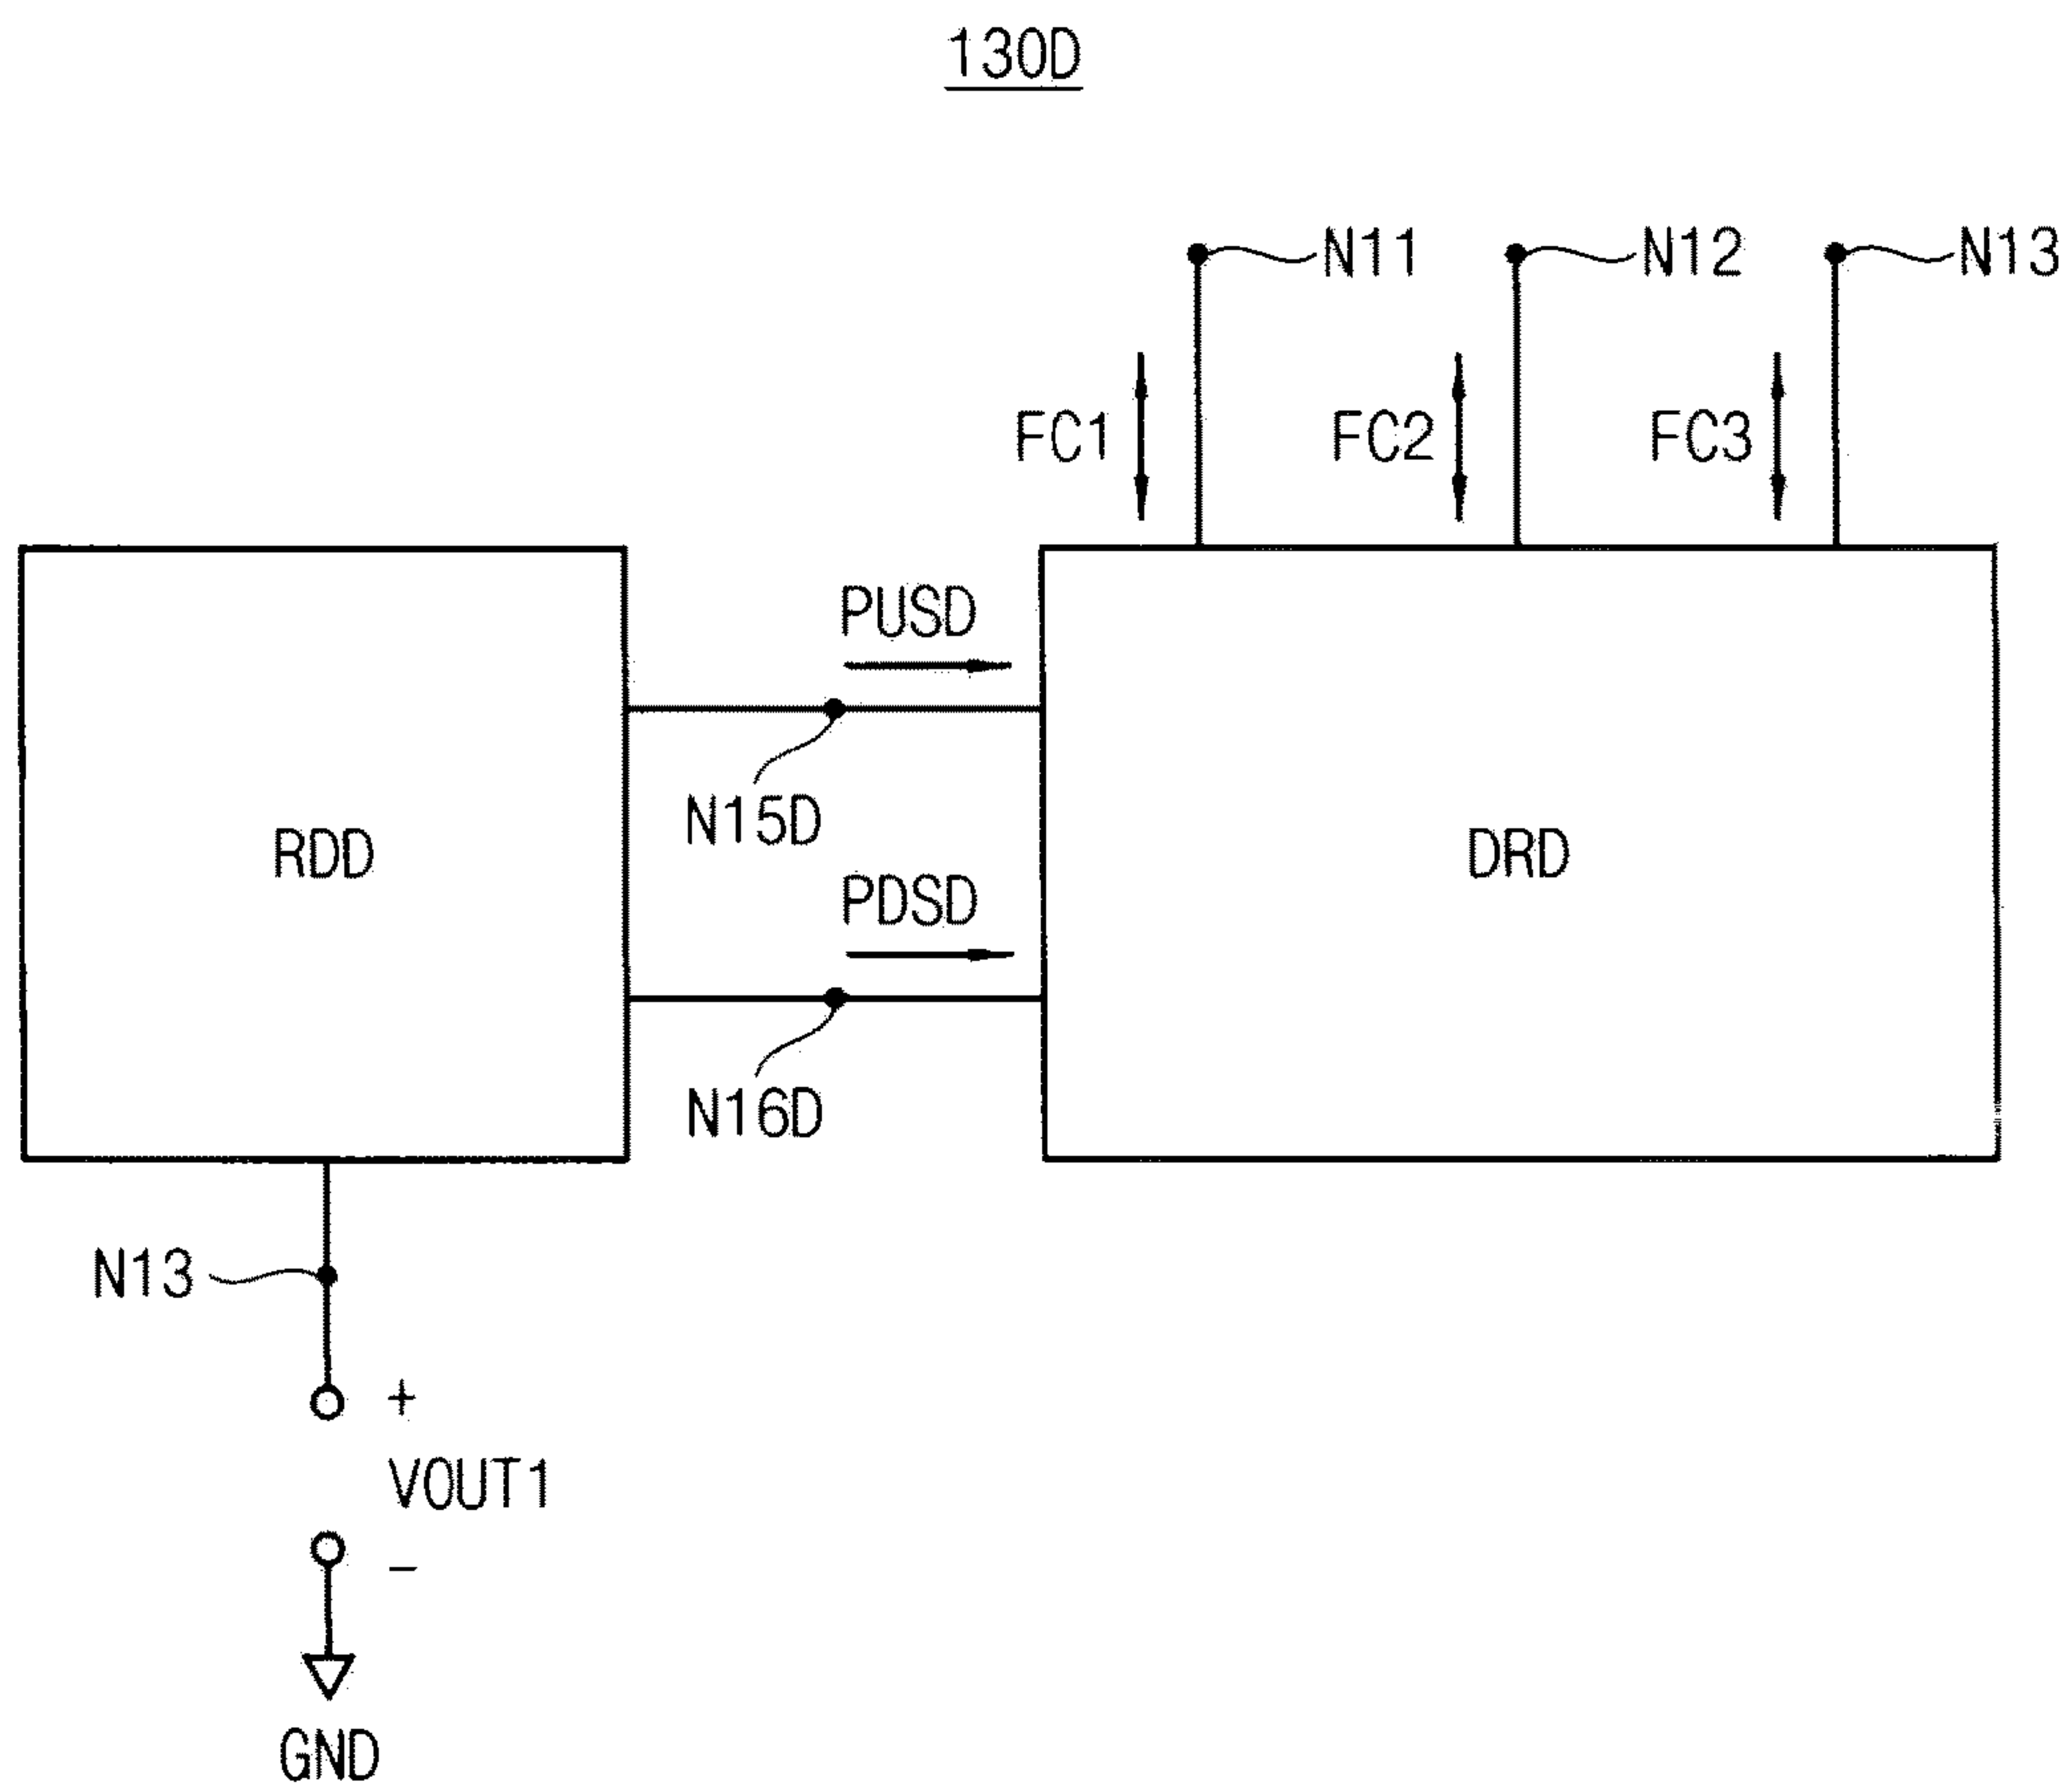 130D
N11
N12
N13
FC1
FC2
FC3
PUSD
N15D
RDD
DRD
PDSD
N16D
N13
+
VOUT1
−
GND